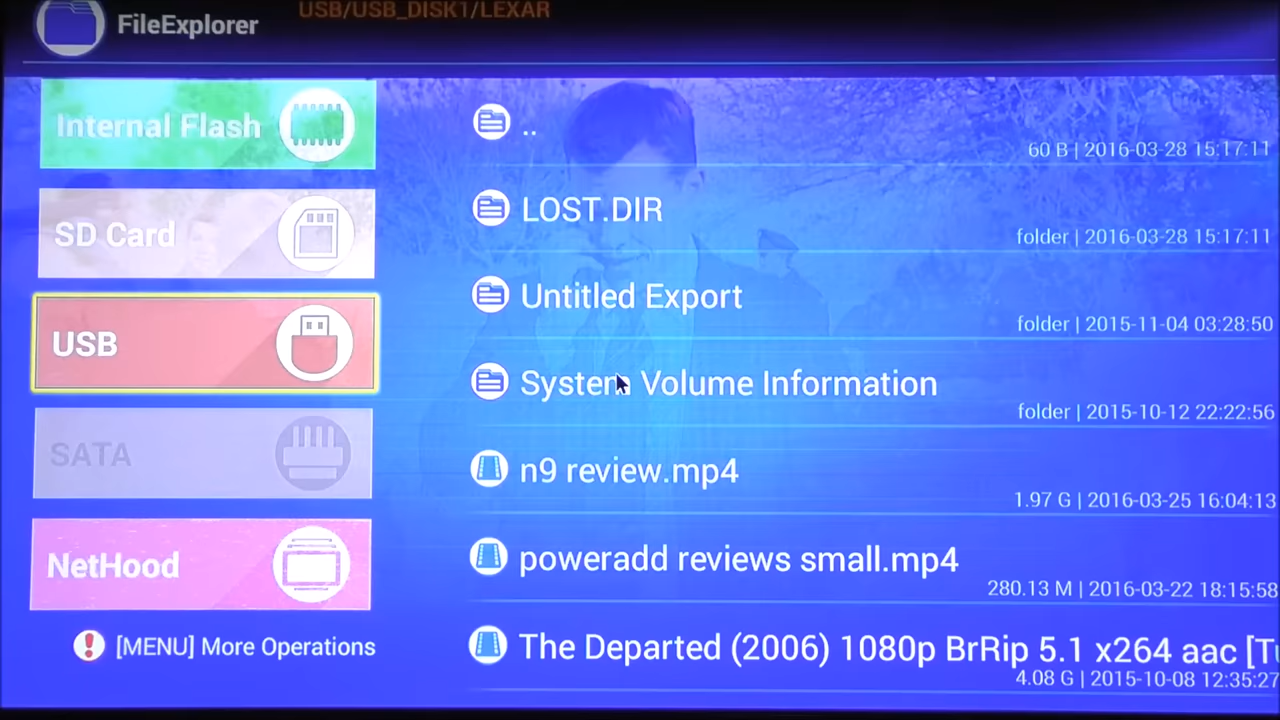 USB/USB_DISK1/LEXAR
FileExplorer
Internal Flash
SD Card
USB
SATA
NetHood
[MENU] More Operations
..
60 B | 2016-03-28 15:17:11
LOST.DIR
folder | 2016-03-28 15:17:11
Untitled Export
folder | 2015-11-04 03:28:50
System Volume Information
folder | 2015-10-12 22:22:56
n9 review.mp4
1.97 G | 2016-03-25 16:04:13
poweradd reviews small.mp4
280.13 M | 2016-03-22 18:15:58
The Departed (2006) 1080p BrRip 5.1 x264 aac [Tu
4.08 G | 2015-10-08 12:35:27